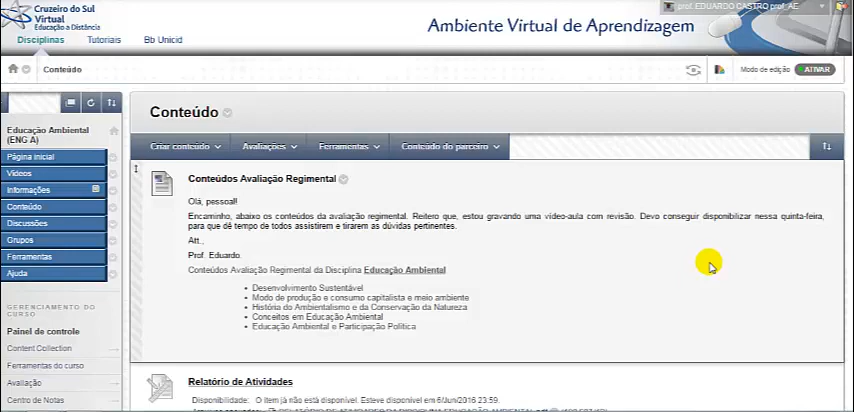 Cruzeiro do Sul
Virtual
Educação a Distância
prof. EDUARDO CASTRO prof. AE
Ambiente Virtual de Aprendizagem
Disciplinas Tutoriais Bb Unicid
Conteúdo
Modo de edição ATIVAR
Educação Ambiental
(ENG A)
Página inicial
Vídeos
Informações
Conteúdo
Discussões
Grupos
Ferramentas
Ajuda
GERENCIAMENTO DO
CURSO
Painel de controle
Content Collection
Ferramentas do curso
Avaliação
Centro de Notas
Conteúdo
Criar conteúdo Avaliações Ferramentas Conteúdo do parceiro
Conteúdos Avaliação Regimental
Olá, pessoal!
Encaminho, abaixo os conteúdos da avaliação regimental. Reitero que, estou gravando uma vídeo-aula com revisão. Devo conseguir disponibilizar nessa quinta-feira,
para que dê tempo de todos assistirem e tirarem as dúvidas pertinentes.
Att.,
Prof. Eduardo.
Conteúdos Avaliação Regimental da Disciplina Educação Ambiental
Desenvolvimento Sustentável
Modo de produção e consumo capitalista e meio ambiente
História do Ambientalismo e da Conservação da Natureza
Conceitos em Educação Ambiental
Educação Ambiental e Participação Política
Relatório de Atividades
Disponibilidade: O item já não está disponível. Esteve disponível em 6/Jun/2016 23:59.